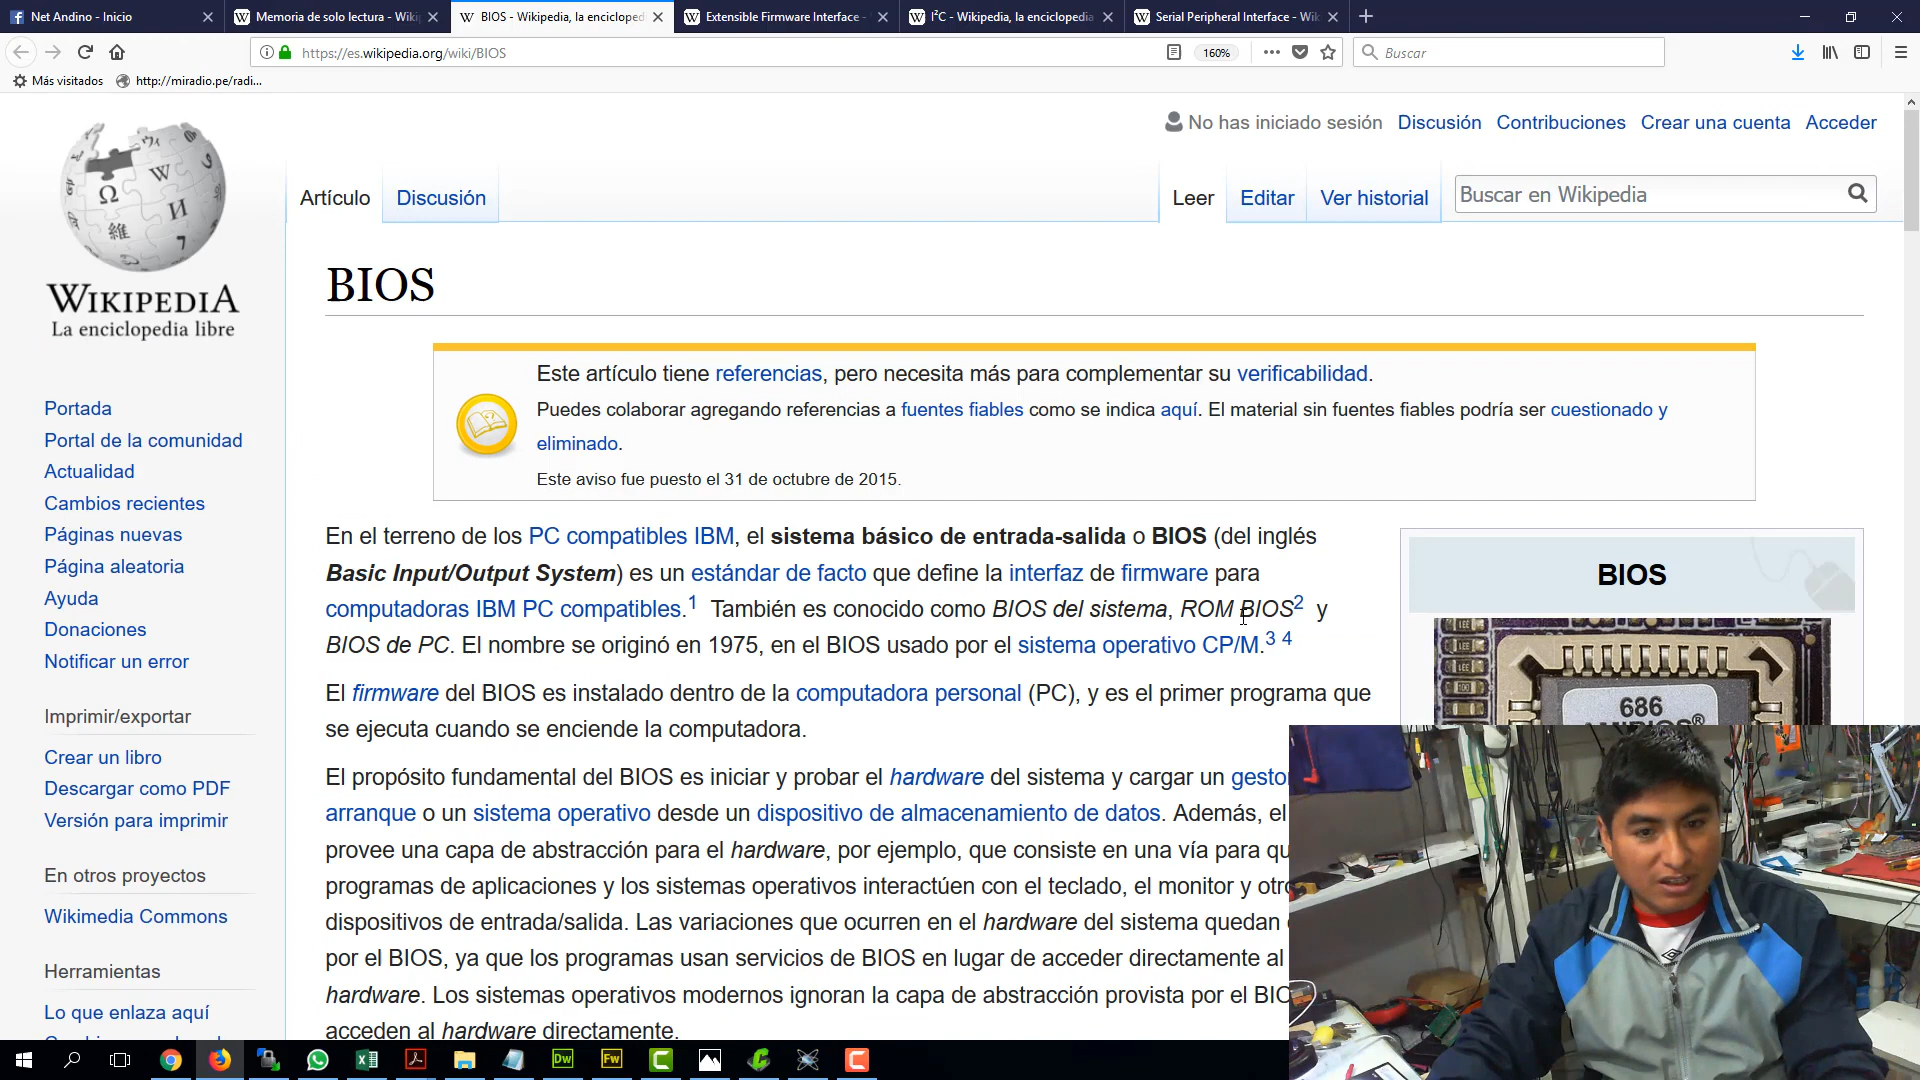 Net Andino - Inicio
Memoria de solo lectura - Wiki
BIOS - Wikipedia, la encicloped
Extensible Firmware Interface -
I²C - Wikipedia, la enciclopedia
Serial Peripheral Interface - Wik
https://es.wikipedia.org/wiki/BIOS
160%
Buscar
Más visitados
http://miradio.pe/radi...
No has iniciado sesión Discusión Contribuciones Crear una cuenta Acceder
Artículo Discusión Leer Editar Ver historial
Buscar en Wikipedia
WIKIPEDIA
La enciclopedia libre
Portada
Portal de la comunidad
Actualidad
Cambios recientes
Páginas nuevas
Página aleatoria
Ayuda
Donaciones
Notificar un error
Imprimir/exportar
Crear un libro
Descargar como PDF
Versión para imprimir
En otros proyectos
Wikimedia Commons
Herramientas
Lo que enlaza aquí
BIOS
Este artículo tiene referencias, pero necesita más para complementar su verificabilidad.
Puedes colaborar agregando referencias a fuentes fiables como se indica aquí. El material sin fuentes fiables podría ser cuestionado y
eliminado.
Este aviso fue puesto el 31 de octubre de 2015.
En el terreno de los PC compatibles IBM, el sistema básico de entrada-salida o BIOS (del inglés
Basic Input/Output System) es un estándar de facto que define la interfaz de firmware para
computadoras IBM PC compatibles.1 También es conocido como BIOS del sistema, ROM BIOS2 y
BIOS de PC. El nombre se originó en 1975, en el BIOS usado por el sistema operativo CP/M.3 4
El firmware del BIOS es instalado dentro de la computadora personal (PC), y es el primer programa que
se ejecuta cuando se enciende la computadora.
El propósito fundamental del BIOS es iniciar y probar el hardware del sistema y cargar un gesto
arranque o un sistema operativo desde un dispositivo de almacenamiento de datos. Además, el
provee una capa de abstracción para el hardware, por ejemplo, que consiste en una vía para qu
programas de aplicaciones y los sistemas operativos interactúen con el teclado, el monitor y otro
dispositivos de entrada/salida. Las variaciones que ocurren en el hardware del sistema quedan
por el BIOS, ya que los programas usan servicios de BIOS en lugar de acceder directamente al
hardware. Los sistemas operativos modernos ignoran la capa de abstracción provista por el BIO
acceden al hardware directamente.
BIOS
686
AMIBIOS®
Dw
Fw